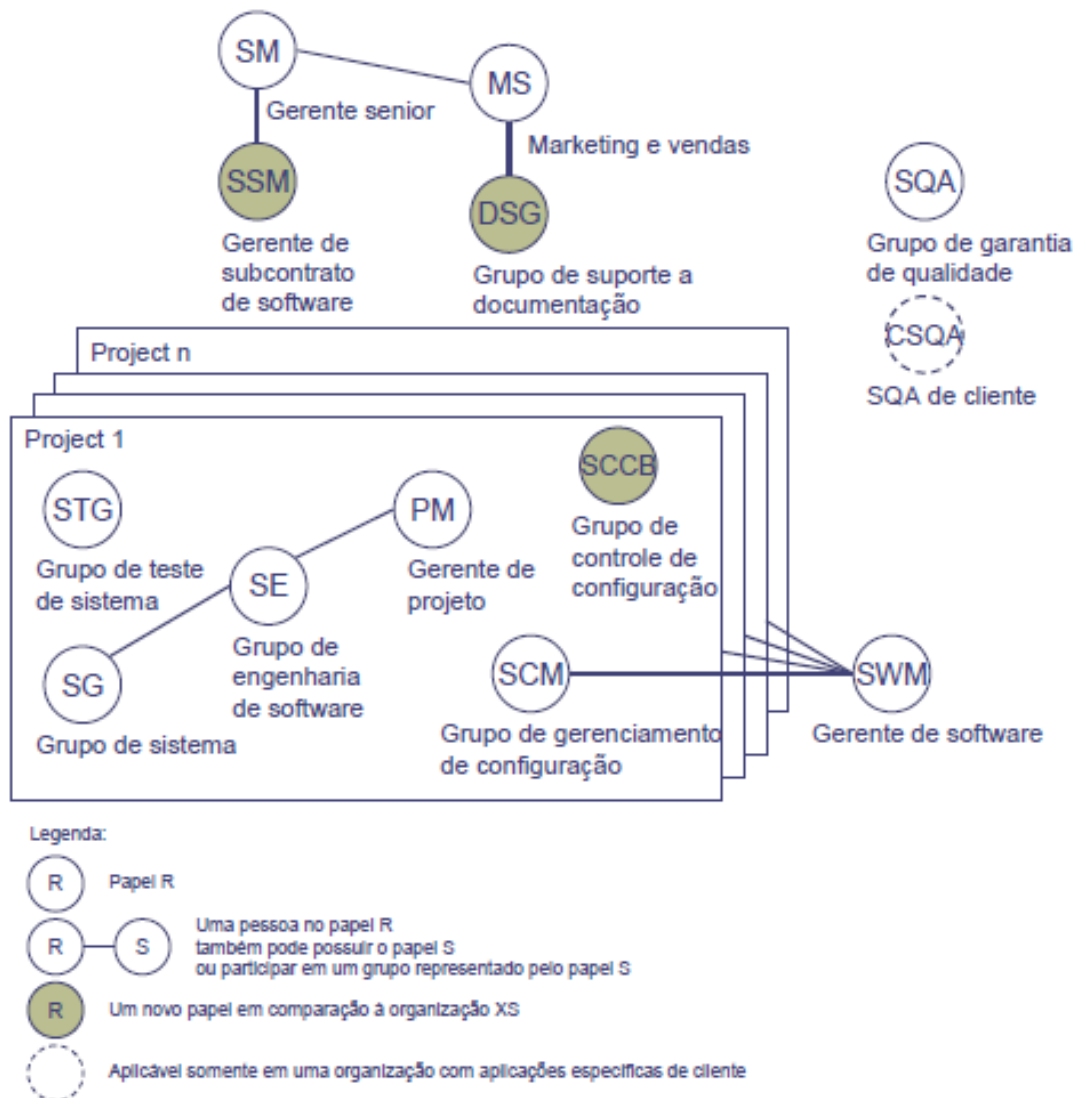 SM
MS
Gerente senior
Marketing e vendas
SSM
DSG
SQA
Gerente de
subcontrato
de software
Grupo de suporte a
documentação
Grupo de garantia
de qualidade
CSQA
SQA de cliente
Project n
Project 1
SCCB
STG
PM
Grupo de teste
de sistema
SE
Gerente de
projeto
Grupo de
controle de
configuração
SG
Grupo de sistema
Grupo de
engenharia
de software
SCM
SWM
Grupo de gerenciamento
de configuração
Gerente de software
Legenda:
R
Papel R
R
S
Uma pessoa no papel R
também pode possuir o papel S
ou participar em um grupo representado pelo papel S
R
Um novo papel em comparação à organização XS
Aplicável somente em uma organização com aplicações específicas de cliente